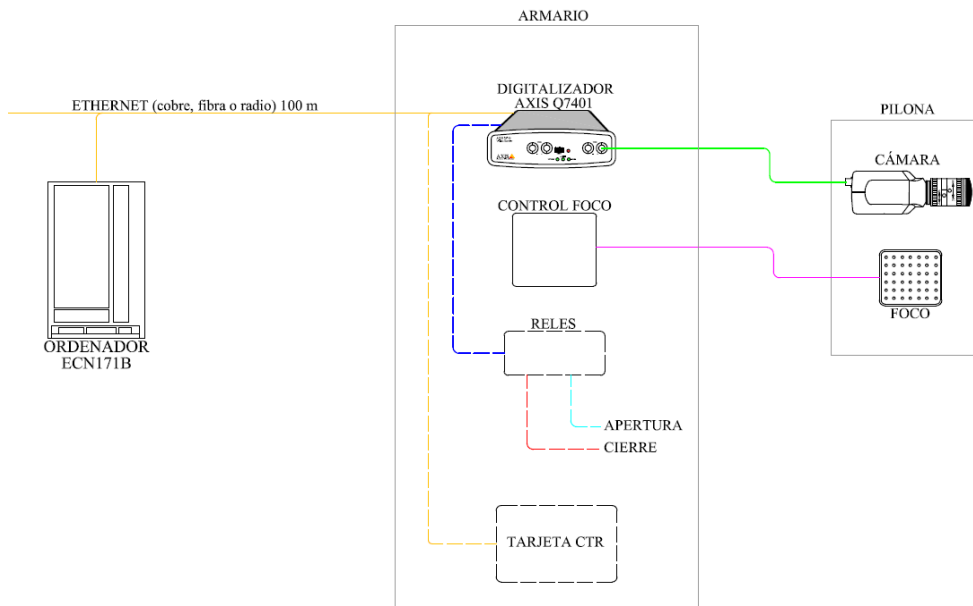 ARMARIO
ETHERNET (cobre, fibra o radio) 100 m
DIGITALIZADOR
AXIS Q7401
PILONA
CÁMARA
CONTROL FOCO
FOCO
ORDENADOR
ECN171B
RELES
APERTURA
CIERRE
TARJETA CTR